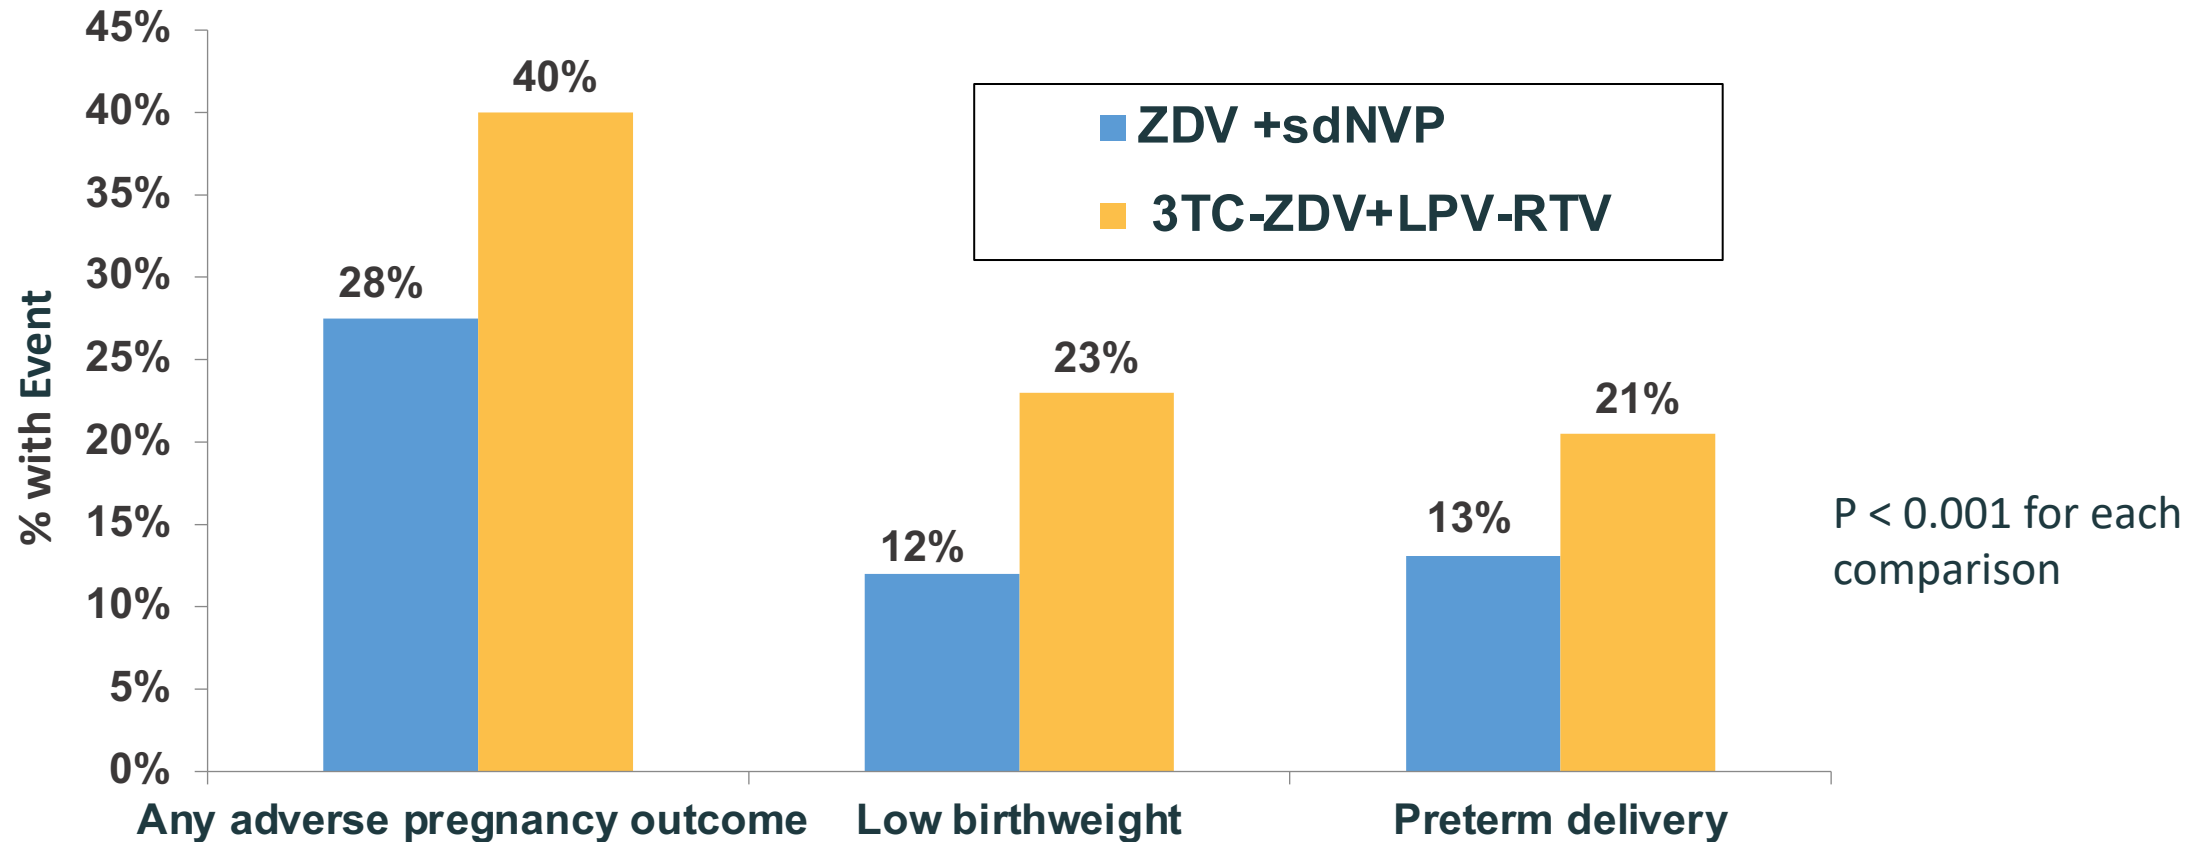 45%
40%
35%
30%
25%
20%
15%
10%
5%
0%
% with Event
28%
40%
12%
23%
13%
21%
ZDV +sdNVP
3TC-ZDV+LPV-RTV
P < 0.001 for each
comparison
Any adverse pregnancy outcome
Low birthweight
Preterm delivery